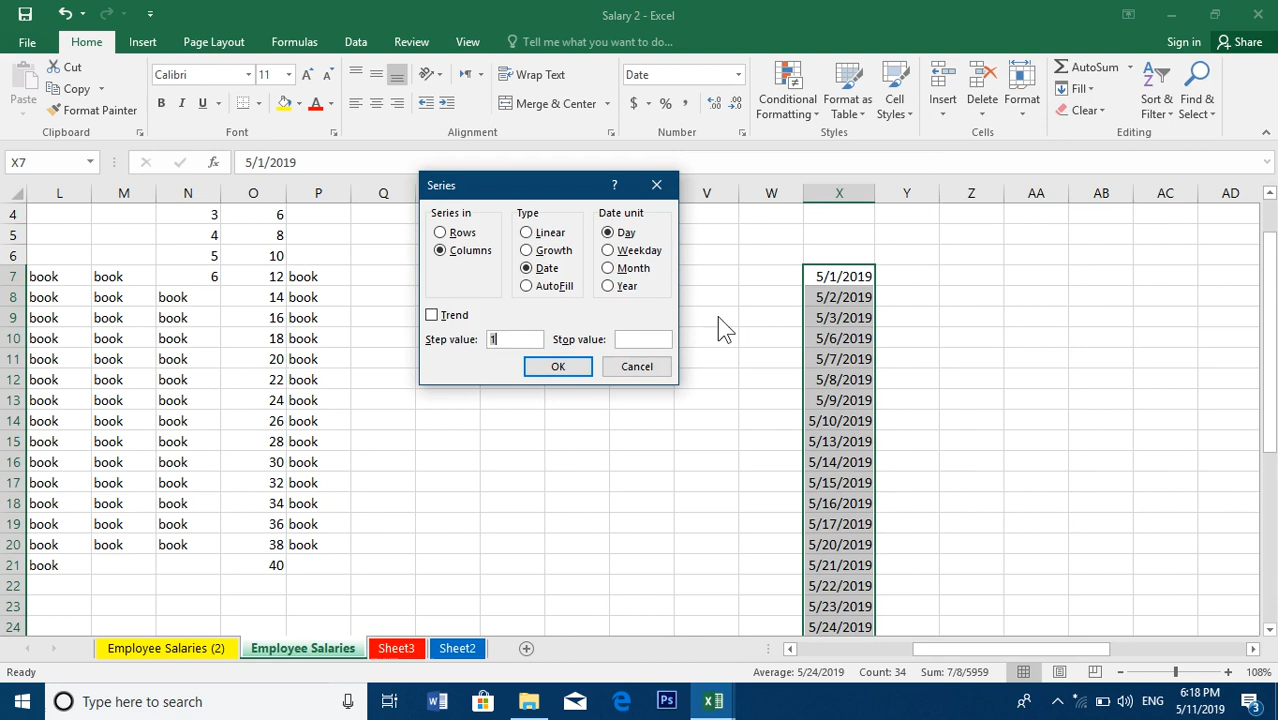 Salary 2 - Excel
File Home Insert Page Layout Formulas Data Review View Tell me what you want to do... Sign in Share
Paste Cut Calibri 11 Wrap Text Date Conditional Formatting Format as Table Cell Styles Insert Delete Format AutoSum Sort & Filter Find & Select
Copy B I U Merge & Center $ % , Fill
Format Painter Clear
Clipboard Font Alignment Number Styles Cells Editing
X7 fx 5/1/2019
L M N O P Q V W X Y Z AA AB AC AD
4 3 6
5 4 8
6 5 10
7 book book 6 12 book 5/1/2019
8 book book book 14 book 5/2/2019
9 book book book 16 book 5/3/2019
10 book book book 18 book 5/6/2019
11 book book book 20 book 5/7/2019
12 book book book 22 book 5/8/2019
13 book book book 24 book 5/9/2019
14 book book book 26 book 5/10/2019
15 book book book 28 book 5/13/2019
16 book book book 30 book 5/14/2019
17 book book book 32 book 5/15/2019
18 book book book 34 book 5/16/2019
19 book book book 36 book 5/17/2019
20 book book book 38 book 5/20/2019
21 book 40 5/21/2019
22 5/22/2019
23 5/23/2019
24 5/24/2019
Series ?
Series in Type Date unit
Rows Linear Day
Columns Growth Weekday
Date Month
AutoFill Year
Trend
Step value: 1 Stop value:
OK Cancel
Employee Salaries (2) Employee Salaries Sheet3 Sheet2
Ready Average: 5/24/2019 Count: 34 Sum: 7/8/5959 108%
Type here to search W Ps ENG 6:18 PM
5/11/2019 3